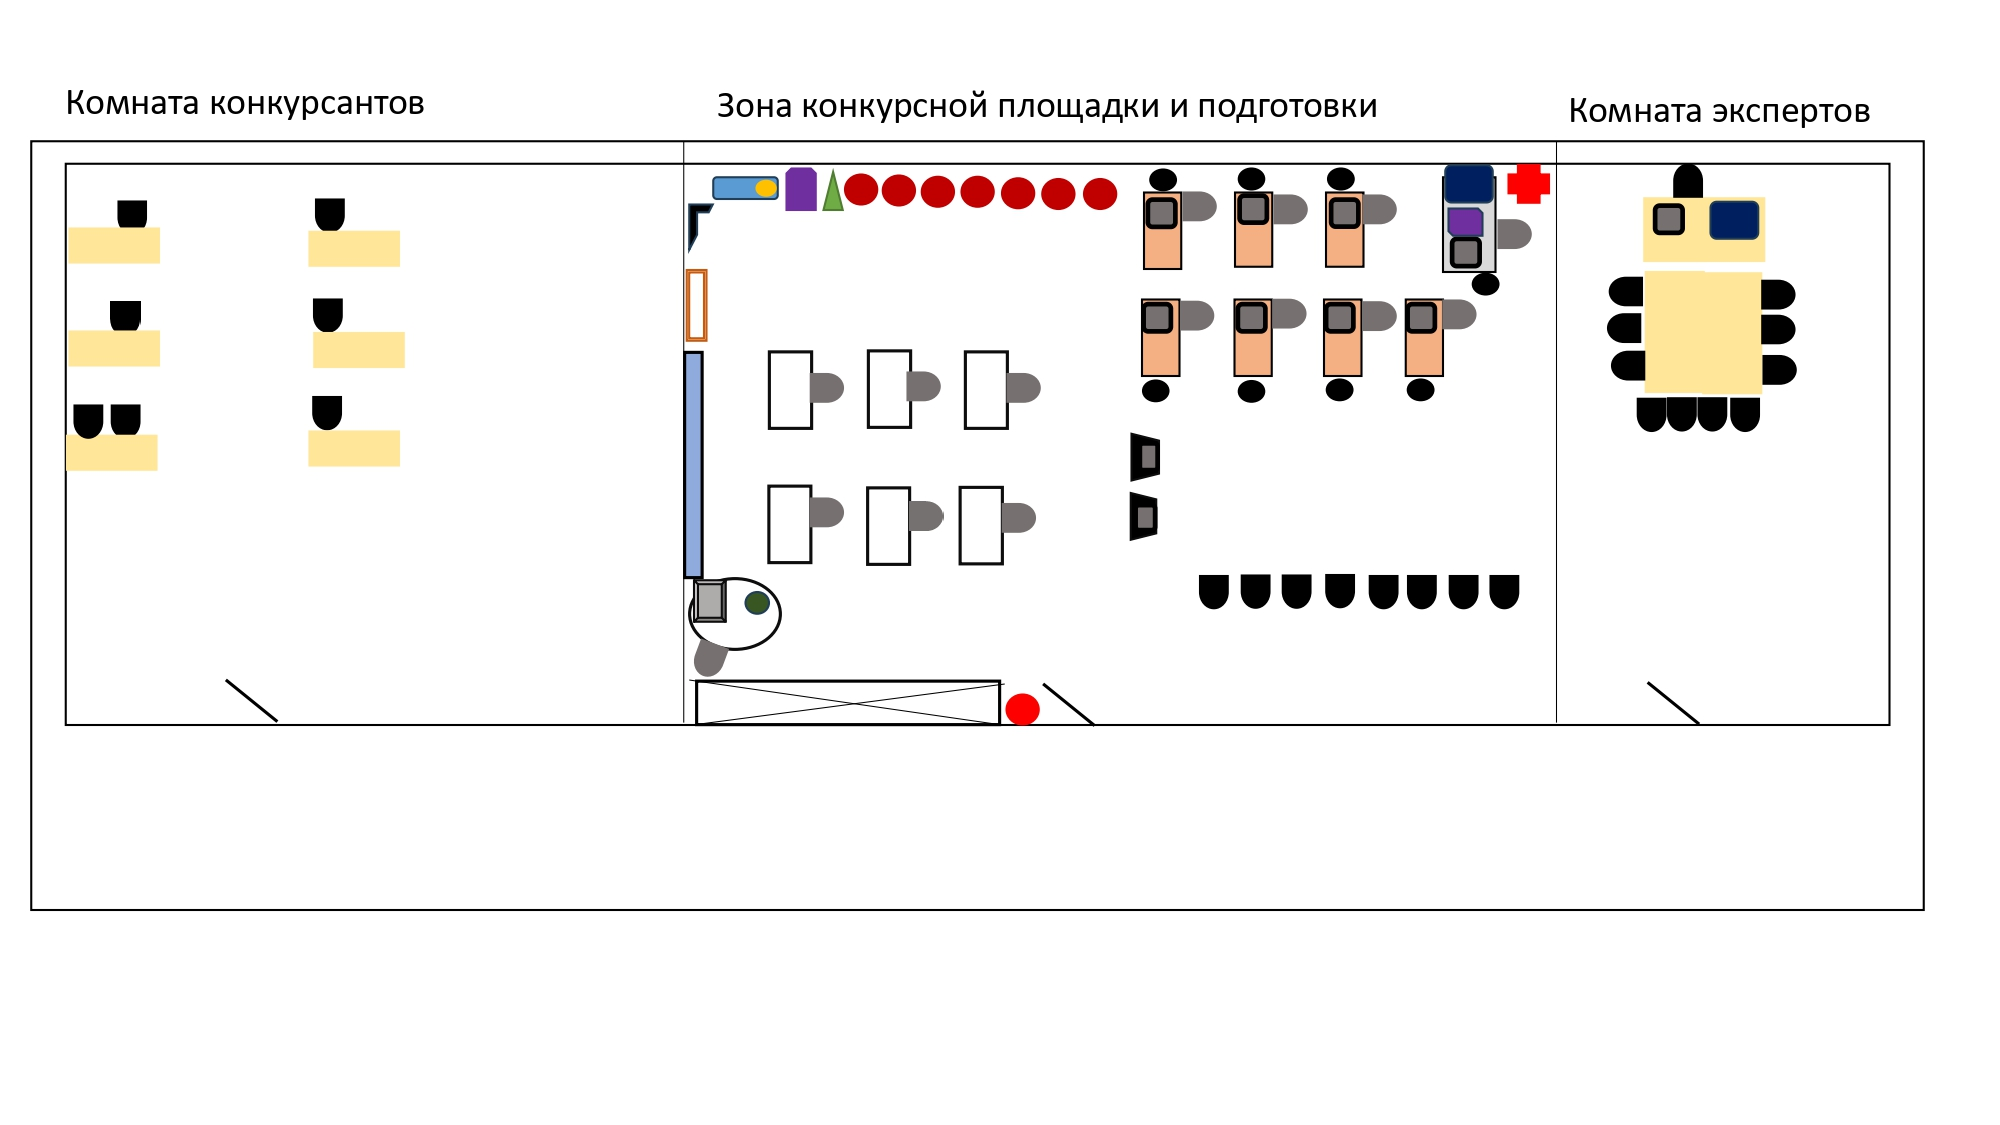 Комната конкурсантов
Зона конкурсной площадки и подготовки
Комната экспертов